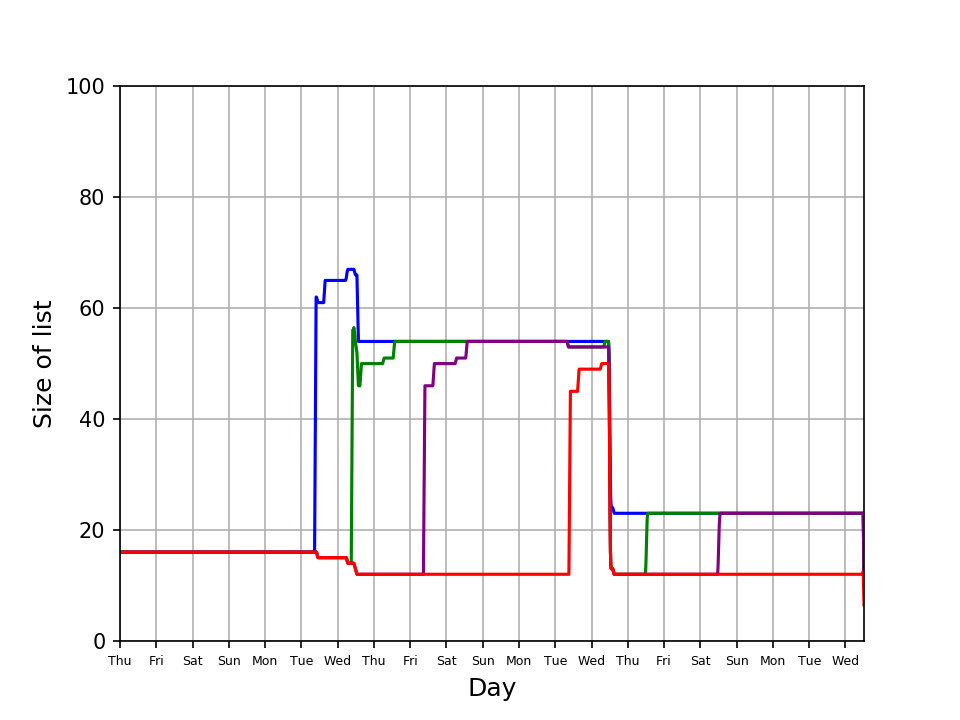 100
80
60
40
20
0
Size of list
Thu Fri Sat Sun Mon Tue Wed Thu Fri Sat Sun Mon Tue Wed Thu Fri Sat Sun Mon Tue Wed
Day